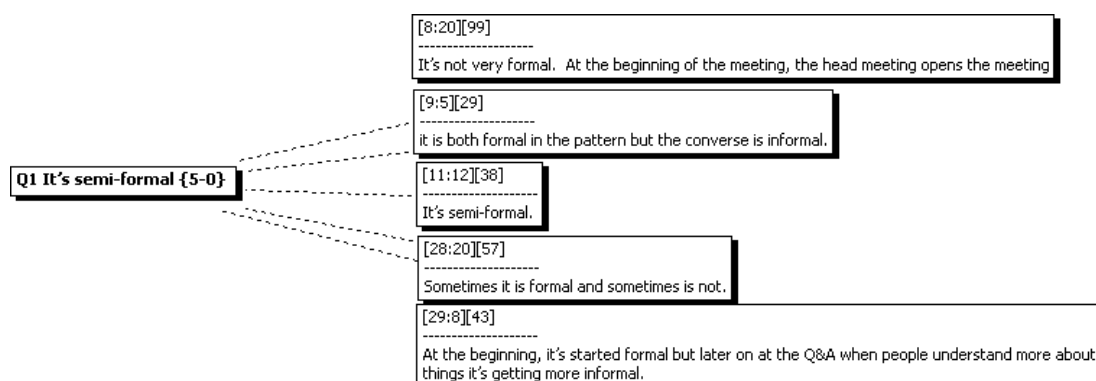 [8:20][99]
--------------------
It's not very formal.  At the beginning of the meeting, the head meeting opens the meeting
[9:5][29]
--------------------
it is both formal in the pattern but the converse is informal.
Q1 It's semi-formal {5-0}
[11:12][38]
--------------------
It's semi-formal.
[28:20][57]
--------------------
Sometimes it is formal and sometimes is not.
[29:8][43]
--------------------
At the beginning, it's started formal but later on at the Q&A when people understand more about
things it's getting more informal.